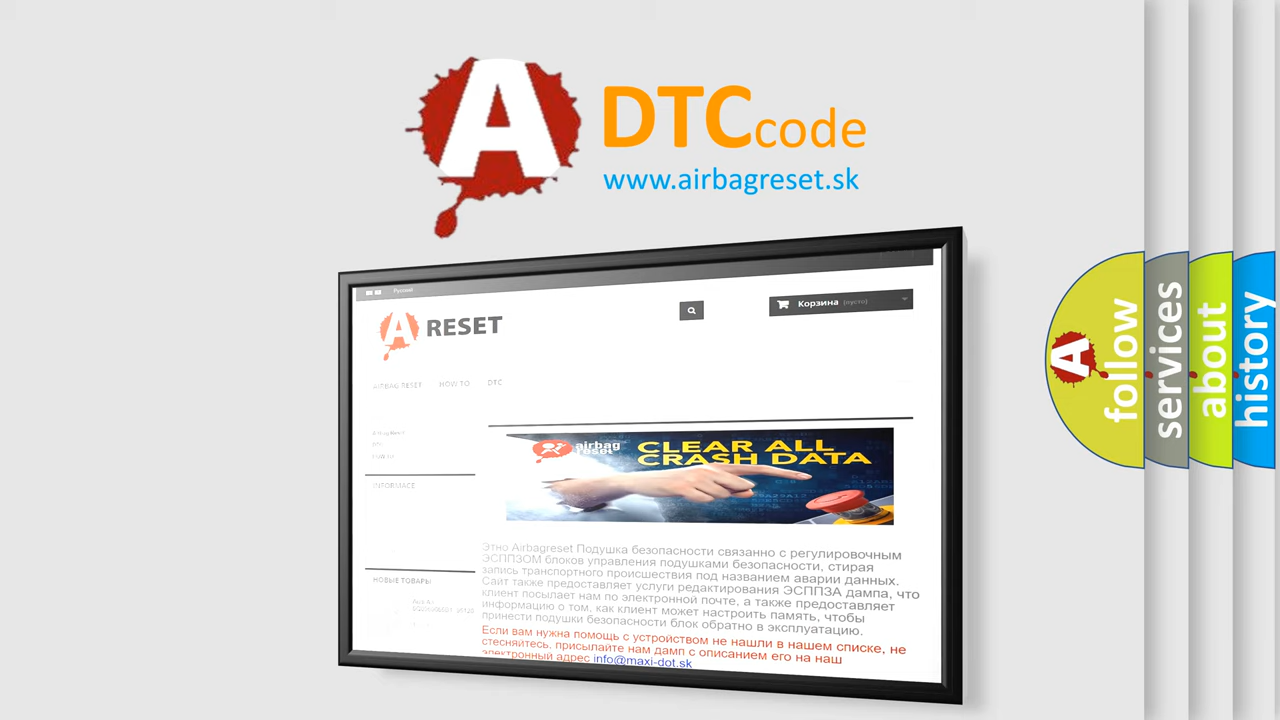 A
DTCcode
www.airbagreset.sk
Русский
A RESET
Корзина (пусто)
AIRBAG RESET HOW TO DTC
INFORMACE
НОВЫЕ ТОВАРЫ
airbag
reset
CLEAR ALL
CRASH DATA
Этно Airbagreset Подушка безопасности связанно с регулировочным
ЭСППЗОМ блоков управления подушками безопасности, стирая
запись транспортного происшествия под названием аварии данных.
Сайт также предоставляет услуги редактирования ЭСППЗА дампа, что
клиент посылает нам по электронной почте, а также предоставляет
информацию о том, как клиент может настроить память, чтобы
принести подушки безопасности блок обратно в эксплуатацию.
Если вам нужна помощь с устройством не нашли в нашем списке, не
стесняйтесь, присылайте нам дамп с описанием его на наш
электронный адрес info@maxi-dot.sk
A
follow
services
about
history